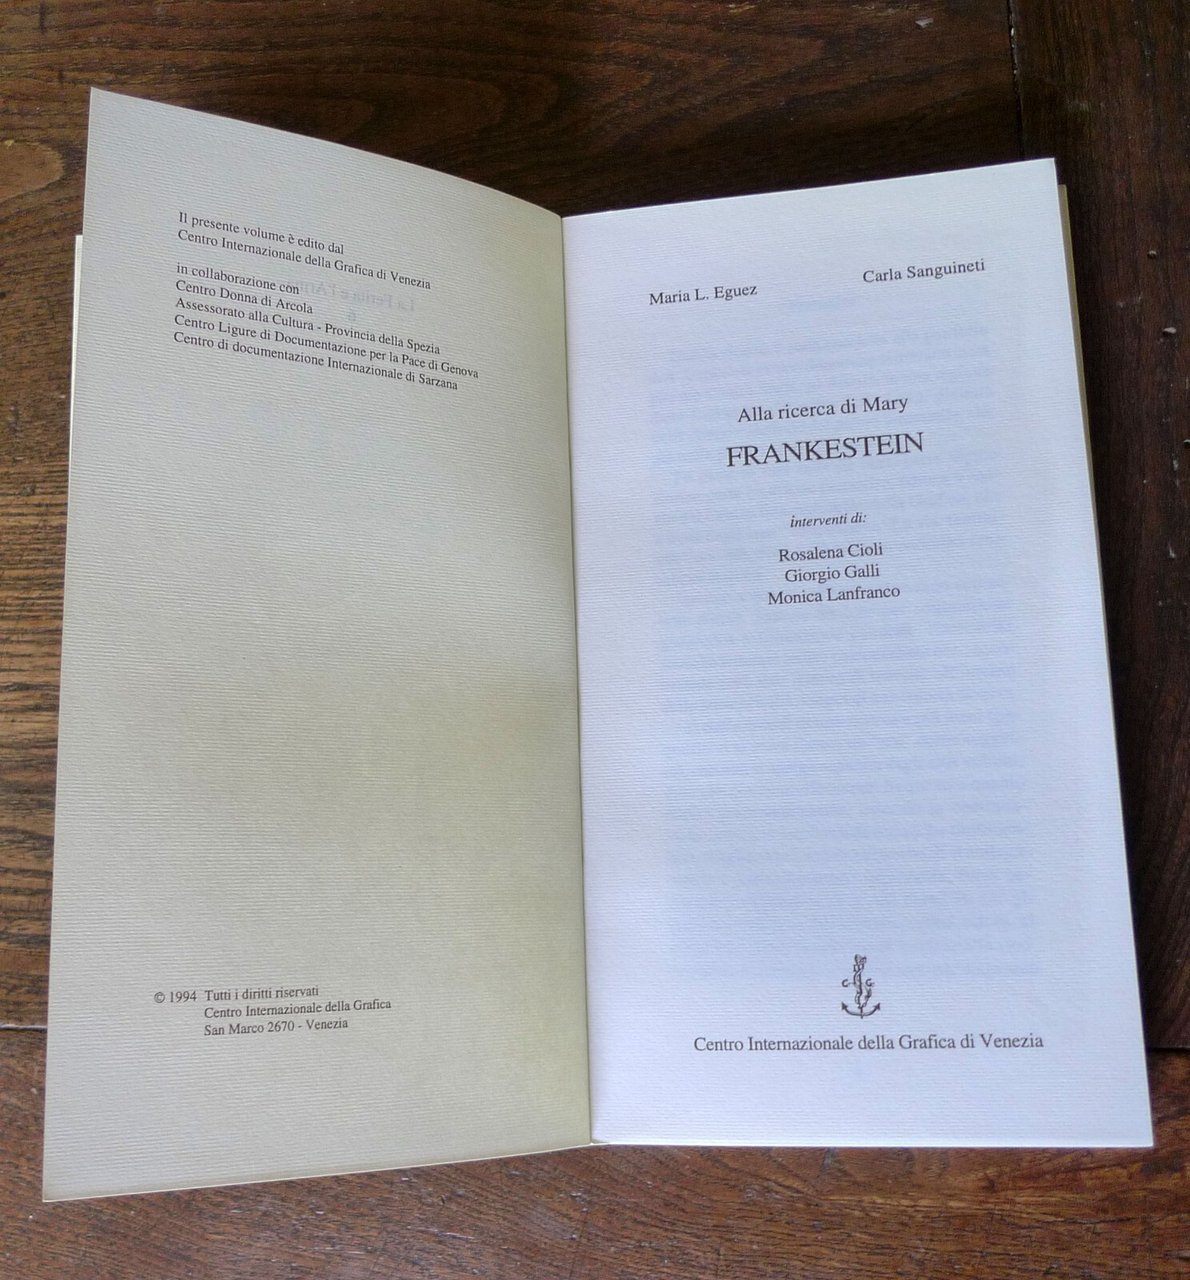 Il presente volume è edito dal
Centro Internazionale della Grafica di Venezia
in collaborazione con
Centro Donna di Arcola
Assessorato alla Cultura - Provincia della Spezia
Centro Ligure di Documentazione per la Pace di Genova
Centro di documentazione Internazionale di Sarzana
© 1994 Tutti i diritti riservati
Centro Internazionale della Grafica
San Marco 2670 - Venezia
Maria L. Eguez
Carla Sanguineti
Alla ricerca di Mary
FRANKESTEIN
interventi di:
Rosalena Cioli
Giorgio Galli
Monica Lanfranco
Centro Internazionale della Grafica di Venezia